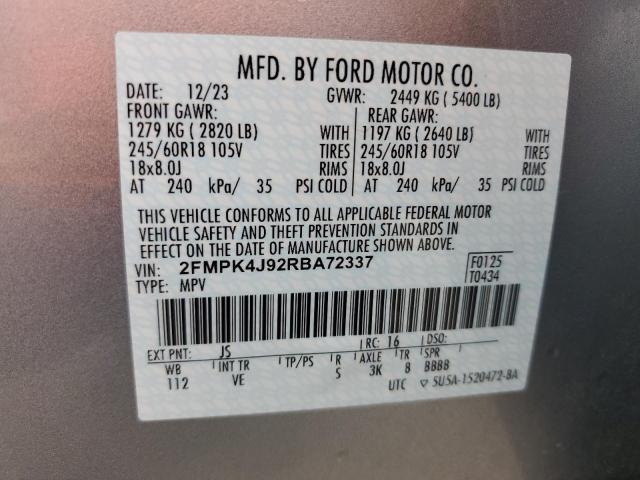 MFD. BY FORD MOTOR CO.
DATE: 12/23 GVWR: 2449 KG ( 5400 LB)
FRONT GAWR: REAR GAWR:
1279 KG ( 2820 LB) WITH 1197 KG ( 2640 LB) WITH
245/60R18 105V TIRES 245/60R18 105V TIRES
18x8.0J RIMS 18x8.0J RIMS
AT 240 kPa/ 35 PSI COLD AT 240 kPa/ 35 PSI COLD
THIS VEHICLE CONFORMS TO ALL APPLICABLE FEDERAL MOTOR
VEHICLE SAFETY AND THEFT PREVENTION STANDARDS IN
EFFECT ON THE DATE OF MANUFACTURE SHOWN ABOVE.
VIN: 2FMPK4J92RBA72337 F0125
TYPE: MPV T0434
EXT PNT: JS RC: 16 DSO:
WB INT TR TP/PS R AXLE TR SPR
112 VE S 3K 8 BBBB
UTC ▽ 5U5A-1520472-BA